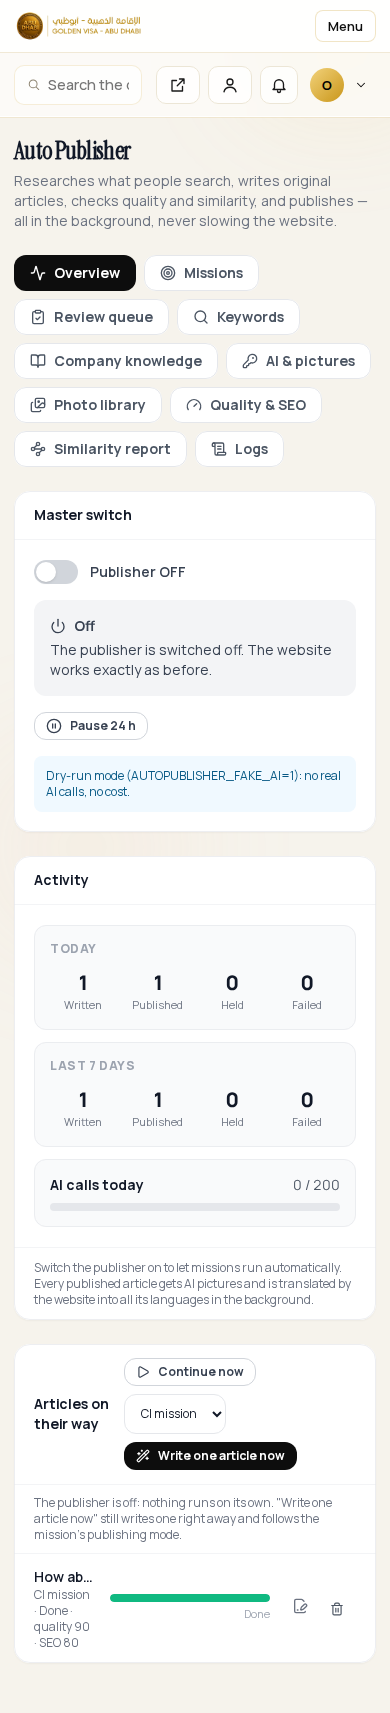 الإقامة الذهبية - ابوظبي
GOLDEN VISA - ABU DHABI
Menu
Search the c
O
Auto Publisher
Researches what people search, writes original
articles, checks quality and similarity, and publishes —
all in the background, never slowing the website.
Overview
Missions
Review queue
Keywords
Company knowledge
AI & pictures
Photo library
Quality & SEO
Similarity report
Logs
Master switch
Publisher OFF
Off
The publisher is switched off. The website
works exactly as before.
Pause 24 h
Dry-run mode (AUTOPUBLISHER_FAKE_AI=1): no real
AI calls, no cost.
Activity
TODAY
1 1 0 0
Written Published Held Failed
LAST 7 DAYS
1 1 0 0
Written Published Held Failed
AI calls today 0 / 200
Switch the publisher on to let missions run automatically.
Every published article gets AI pictures and is translated by
the website into all its languages in the background.
Articles on
their way
Continue now
CI mission
Write one article now
The publisher is off: nothing runs on its own. "Write one
article now" still writes one right away and follows the
mission's publishing mode.
How ab…
CI mission
· Done ·
quality 90
· SEO 80
Done